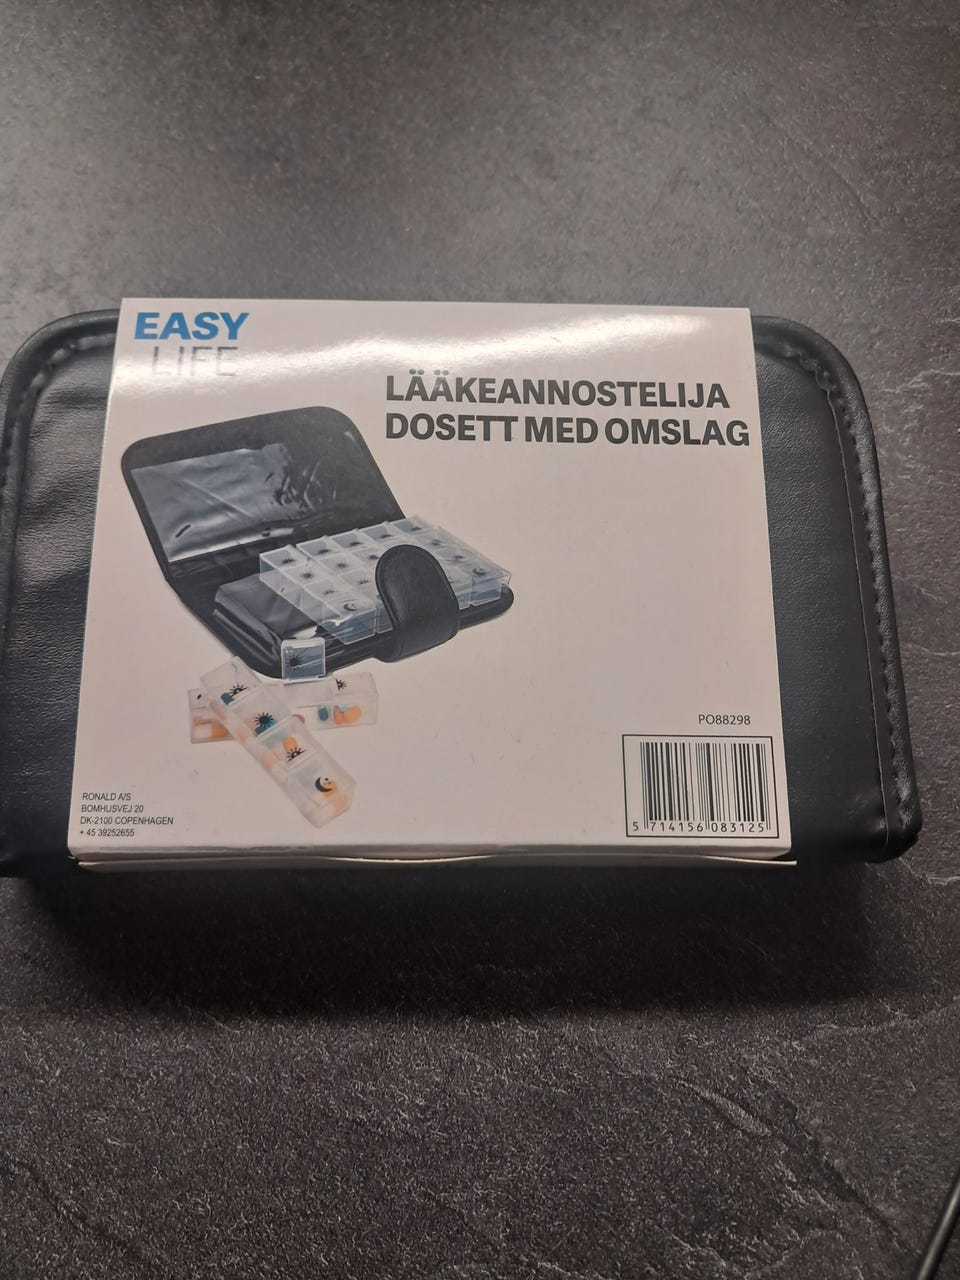 EASY
LIFE
LÄÄKEANNOSTELIJA
DOSETT MED OMSLAG
PO88298
5 714156 083125
RONALD A/S
BOMHUSVEJ 20
DK-2100 COPENHAGEN
+ 45 39252655